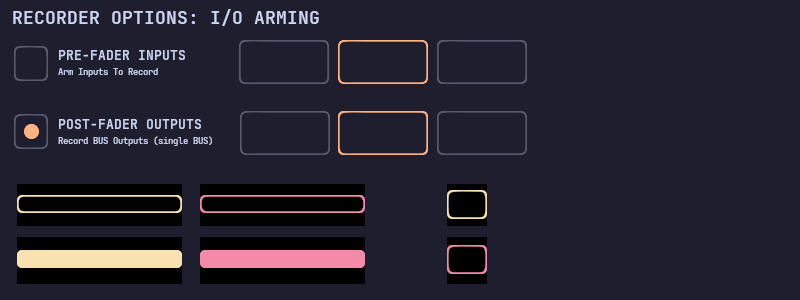 RECORDER OPTIONS: I/O ARMING
PRE-FADER INPUTS
Arm Inputs To Record
POST-FADER OUTPUTS
Record BUS Outputs (single BUS)